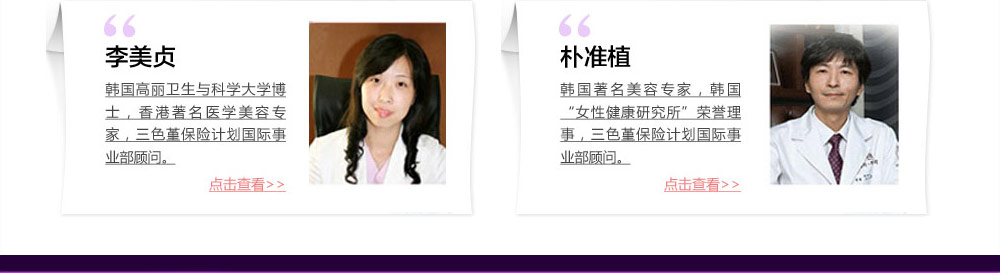 李美贞
韩国高丽卫生与科学大学博
士，香港著名医学美容专
家，三色堇保险计划国际事
业部顾问。
点击查看>>
朴准植
韩国著名美容专家，韩国
“女性健康研究所”荣誉理
事，三色堇保险计划国际事
业部顾问。
点击查看>>